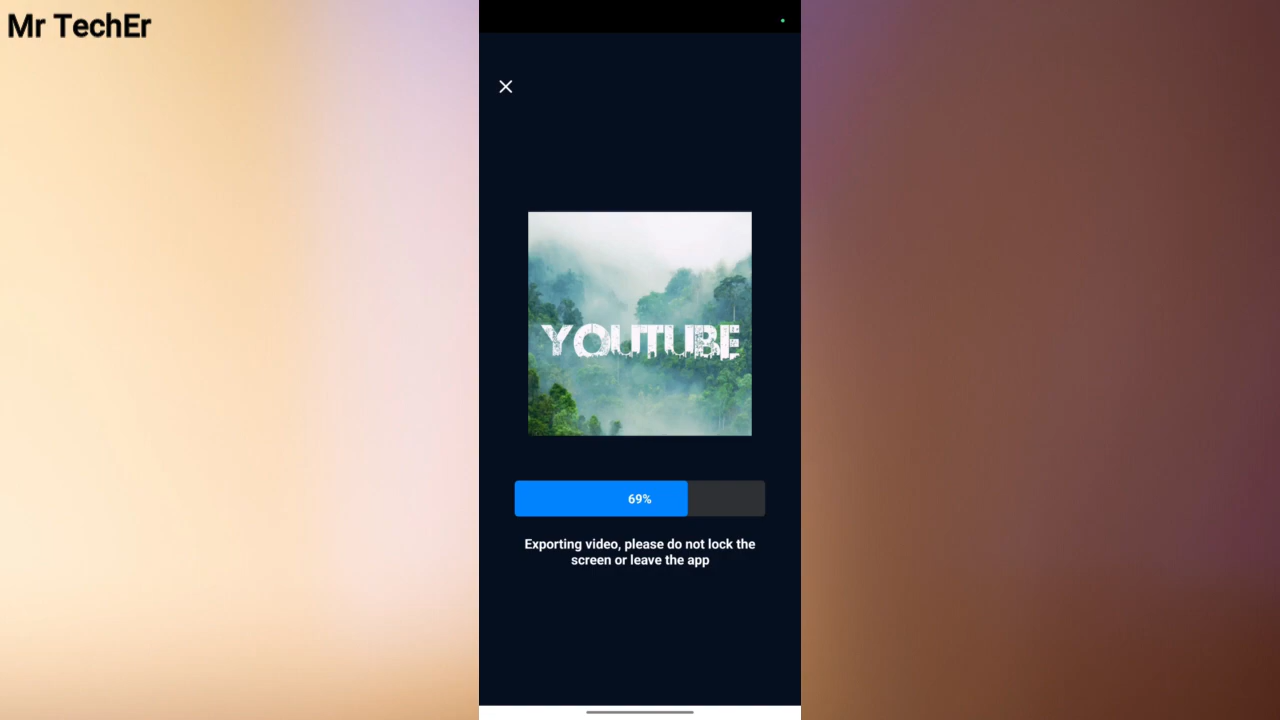 Mr TechEr
YOUTUBE
69%
Exporting video, please do not lock the
screen or leave the app